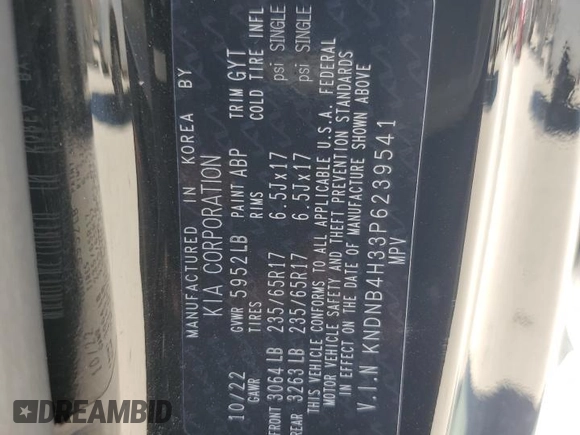 MANUFACTURED IN KOREA BY
KIA CORPORATION
10/22 GVWR 5952LB PAINT ABP TRIM GYT
GAWR TIRES RIMS COLD TIRE INFL
FRONT 3064 LB 235/65R17 6.5Jx17 psi SINGLE
REAR 3263 LB 235/65R17 6.5Jx17 psi SINGLE
THIS VEHICLE CONFORMS TO ALL APPLICABLE U.S.A. FEDERAL
MOTOR VEHICLE SAFETY AND THEFT PREVENTION STANDARDS
IN EFFECT ON THE DATE OF MANUFACTURE SHOWN ABOVE
V.I.N KNDNB4H33P6239541
MPV
10/22
DREAMBID